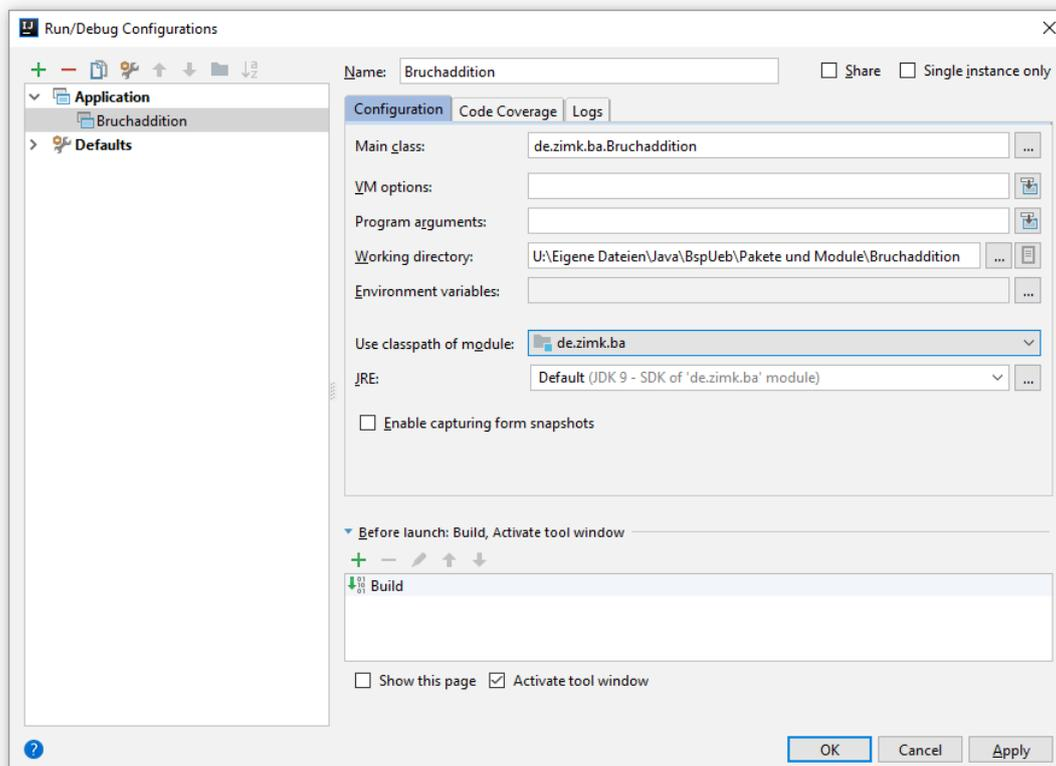 Run/Debug Configurations
Name: Bruchaddition Share Single instance only
Application
Bruchaddition
Defaults
Configuration Code Coverage Logs
Main class: de.zimk.ba.Bruchaddition ...
VM options:
Program arguments:
Working directory: U:\Eigene Dateien\Java\BspUeb\Pakete und Module\Bruchaddition ...
Environment variables: ...
Use classpath of module: de.zimk.ba
JRE: Default (JDK 9 - SDK of 'de.zimk.ba' module) ...
Enable capturing form snapshots
Before launch: Build, Activate tool window
Build
Show this page Activate tool window
? OK Cancel Apply